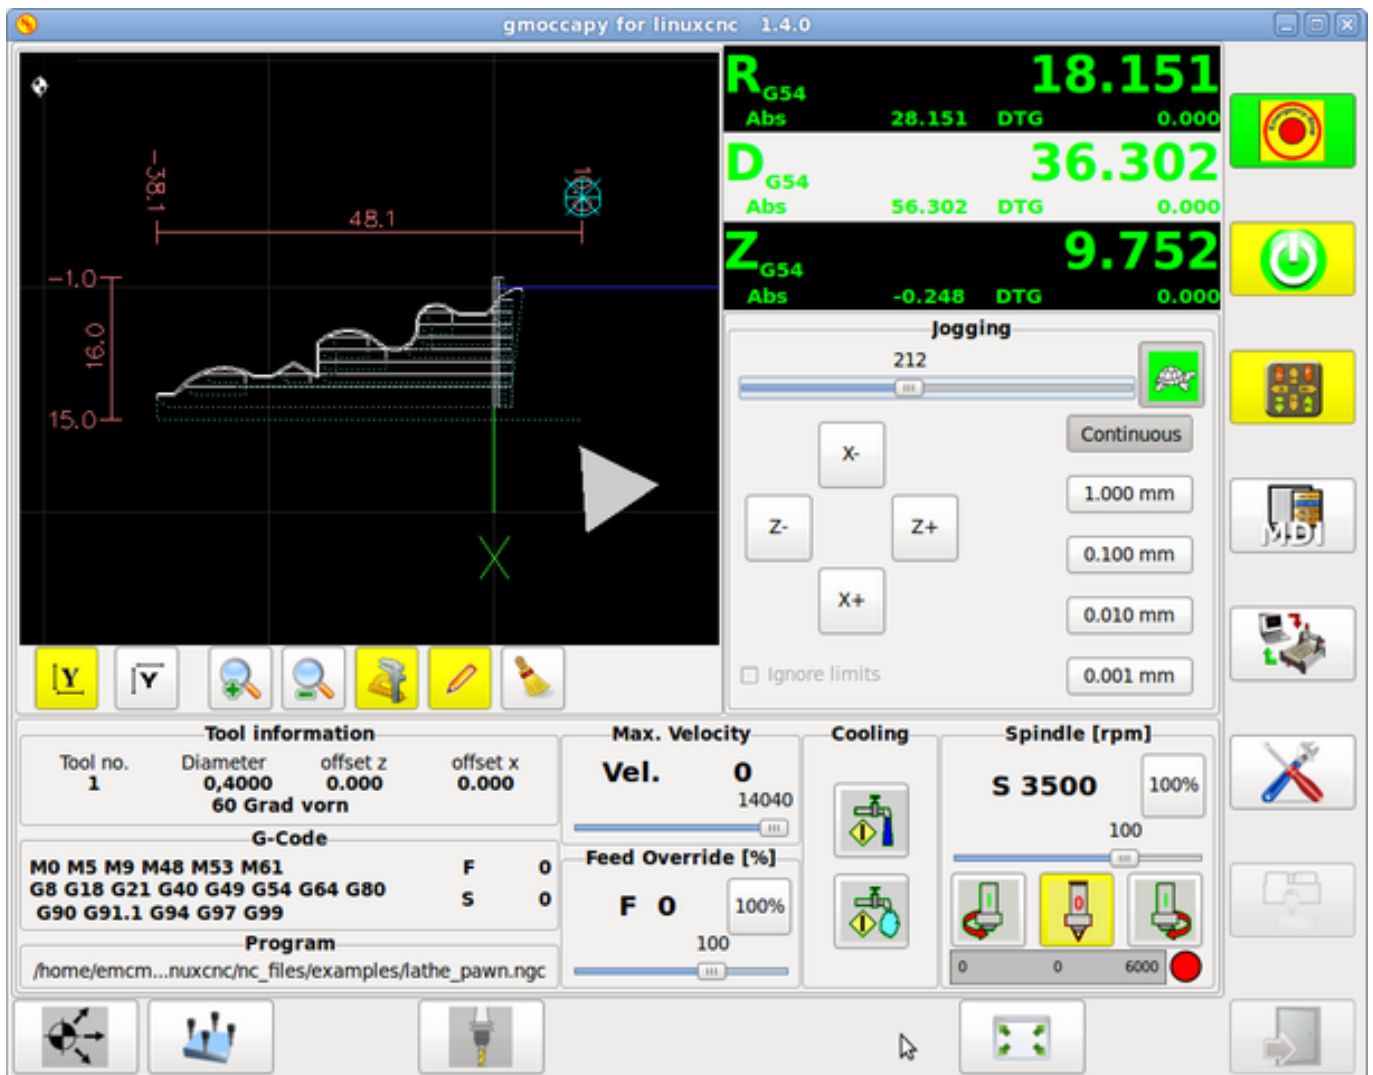 gmoccapy for linuxcnc 1.4.0
R G54 18.151
Abs 28.151 DTG 0.000
D G54 36.302
Abs 56.302 DTG 0.000
Z G54 9.752
Abs -0.248 DTG 0.000
-38.1
48.1
-1.0
16.0
15.0
X
Jogging
212
Continuous
X-
1.000 mm
Z- Z+
0.100 mm
X+
0.010 mm
Ignore limits
0.001 mm
MDI
Y Y
Tool information
Tool no. Diameter offset z offset x
1 0,4000 0.000 0.000
60 Grad vorn
G-Code
M0 M5 M9 M48 M53 M61 F 0
G8 G18 G21 G40 G49 G54 G64 G80 S 0
G90 G91.1 G94 G97 G99
Program
/home/emcm...nuxcnc/nc_files/examples/lathe_pawn.ngc
Max. Velocity
Vel. 0
14040
Feed Override [%]
F 0 100%
100
Cooling
Spindle [rpm]
S 3500 100%
100
0 0 6000